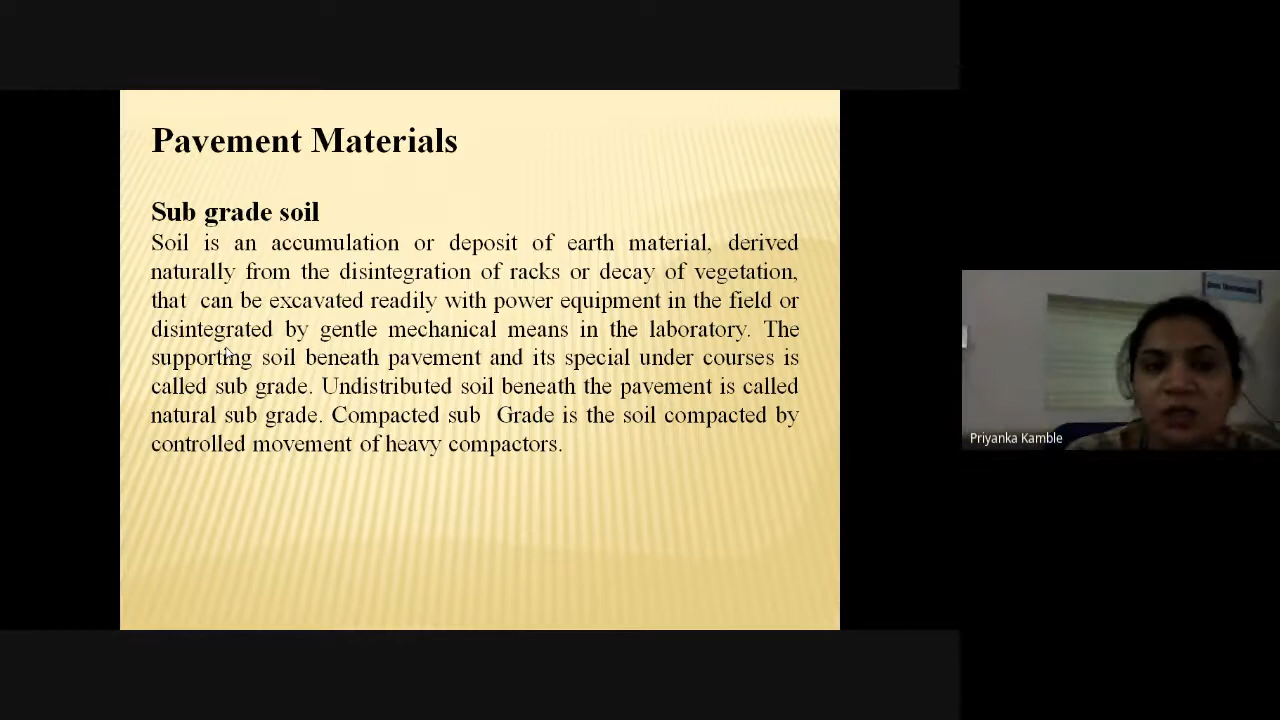 Pavement Materials
Sub grade soil
Soil is an accumulation or deposit of earth material, derived
naturally from the disintegration of racks or decay of vegetation,
that can be excavated readily with power equipment in the field or
disintegrated by gentle mechanical means in the laboratory. The
supporting soil beneath pavement and its special under courses is
called sub grade. Undistributed soil beneath the pavement is called
natural sub grade. Compacted sub Grade is the soil compacted by
controlled movement of heavy compactors.
Priyanka Kamble